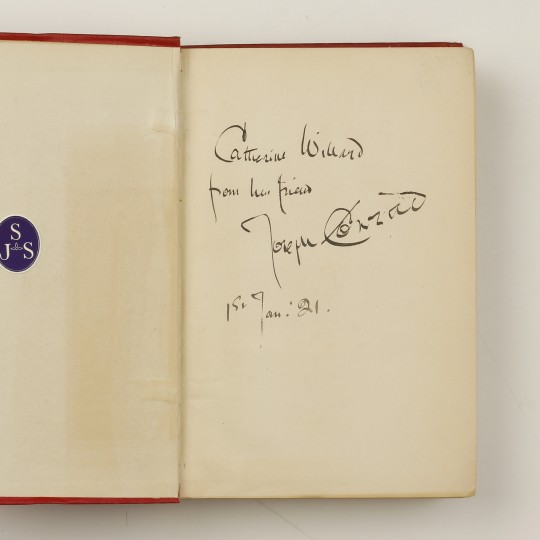 S
J S
Catherine Willard
from her friend
Joseph Conrad
1st Jan: 21.